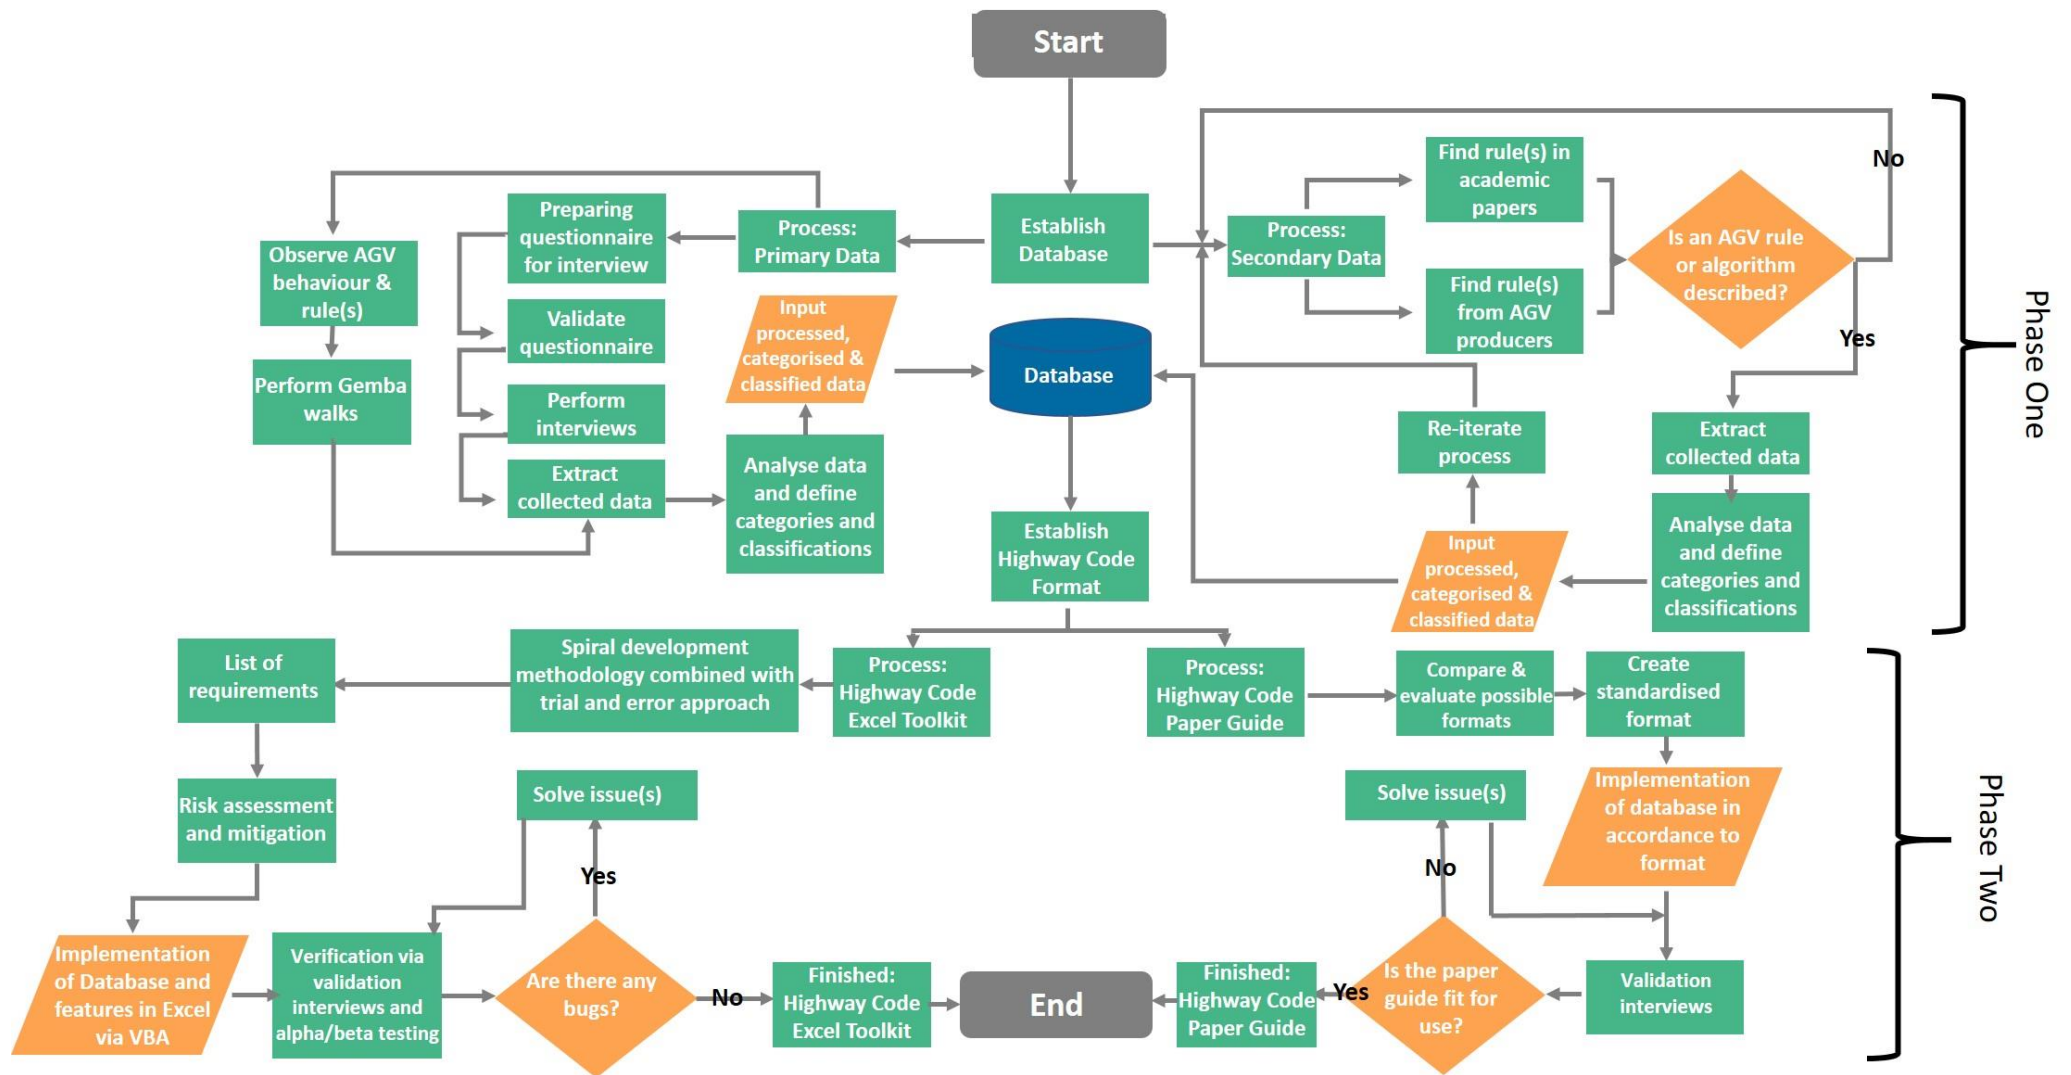 Start
No
Find rule(s) in
academic
papers
Preparing
questionnaire
for interview
Process:
Primary Data
Establish
Database
Process:
Secondary Data
Is an AGV rule
or algorithm
described?
Observe AGV
behaviour &
rule(s)
Find rule(s)
from AGV
producers
Yes
Phase One
Validate
questionnaire
Input
processed,
categorised &
classified data
Database
Perform Gemba
walks
Perform
interviews
Re-iterate
process
Extract
collected data
Extract
collected data
Analyse data
and define
categories and
classifications
Establish
Highway Code
Format
Input
processed,
categorised &
classified data
Analyse data
and define
categories and
classifications
List of
requirements
Spiral development
methodology combined with
trial and error approach
Process:
Highway Code
Excel Toolkit
Process:
Highway Code
Paper Guide
Compare &
evaluate possible
formats
Create
standardised
format
Risk assessment
and mitigation
Solve issue(s)
Solve issue(s)
Implementation
of database in
accordance to
format
Phase Two
Yes
No
Implementation
of Database and
features in Excel
via VBA
Verification via
validation
interviews and
alpha/beta testing
Are there any
bugs?
No
Finished:
Highway Code
Excel Toolkit
End
Finished:
Highway Code
Paper Guide
Yes
Is the paper
guide fit for
use?
Validation
interviews